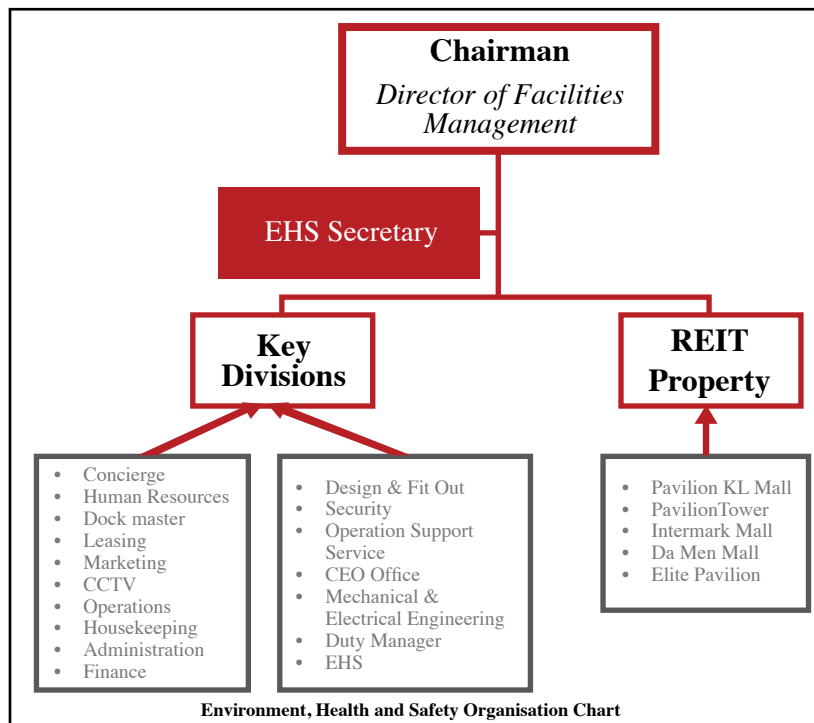 Chairman
Director of Facilities
Management
EHS Secretary
Key
Divisions
REIT
Property
• Concierge
• Human Resources
• Dock master
• Leasing
• Marketing
• CCTV
• Operations
• Housekeeping
• Administration
• Finance
• Design & Fit Out
• Security
• Operation Support
Service
• CEO Office
• Mechanical &
Electrical Engineering
• Duty Manager
• EHS
• Pavilion KL Mall
• PavilionTower
• Intermark Mall
• Da Men Mall
• Elite Pavilion
Environment, Health and Safety Organisation Chart